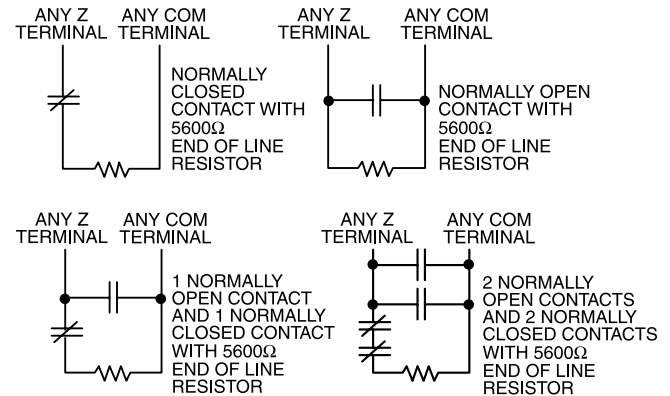 ANY Z TERMINAL
ANY COM TERMINAL
NORMALLY
CLOSED
CONTACT WITH
5600Ω
END OF LINE
RESISTOR
ANY Z TERMINAL
ANY COM TERMINAL
NORMALLY OPEN
CONTACT WITH
5600Ω
END OF LINE
RESISTOR
ANY Z TERMINAL
ANY COM TERMINAL
1 NORMALLY
OPEN CONTACT
AND 1 NORMALLY
CLOSED CONTACT
WITH 5600Ω
END OF LINE
RESISTOR
ANY Z TERMINAL
ANY COM TERMINAL
2 NORMALLY
OPEN CONTACTS
AND 2 NORMALLY
CLOSED CONTACTS
WITH 5600Ω
END OF LINE
RESISTOR